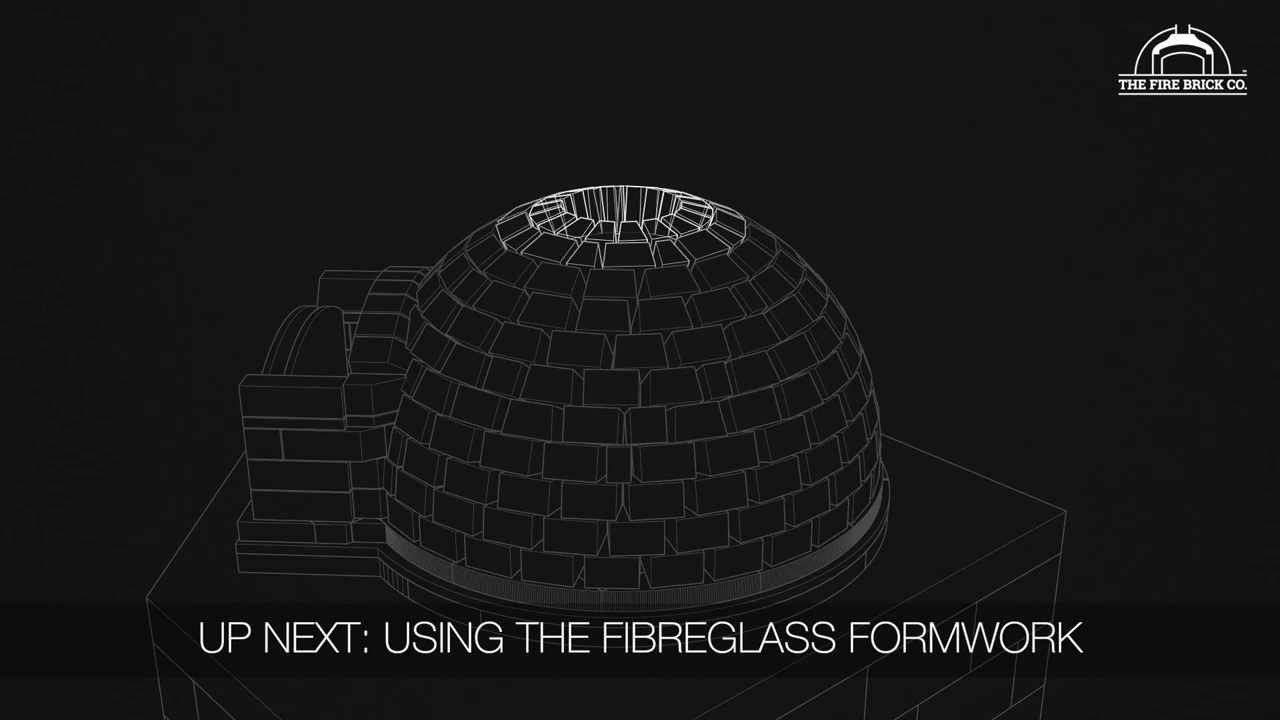 THE FIRE BRICK CO.
UP NEXT: USING THE FIBREGLASS FORMWORK